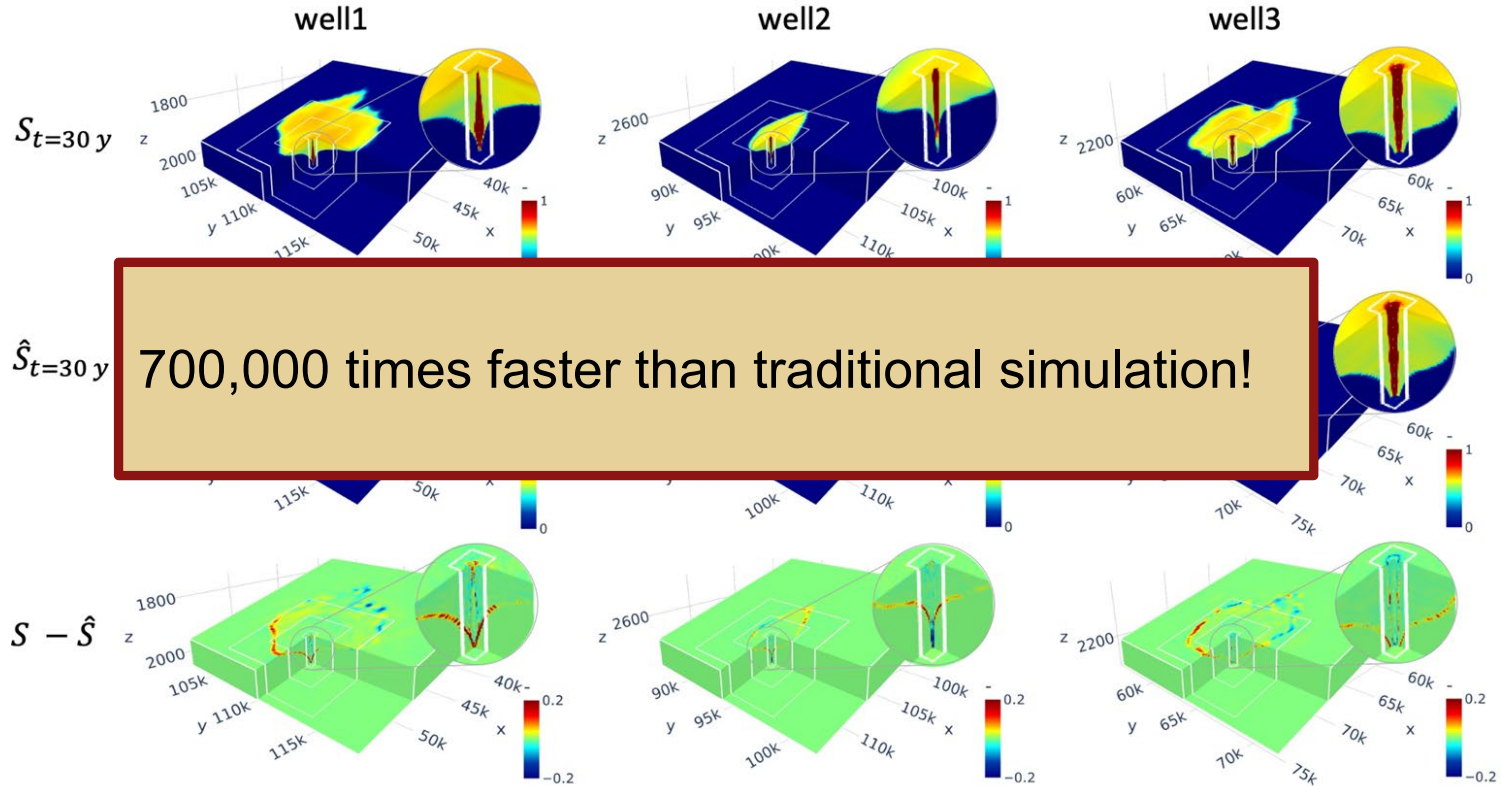 well1 well2 well3
S_{t=30 y}
z 1800 2000
105k y 110k 115k
40k 45k 50k x
- 1
z 2600
90k y 95k
100k 105k 110k x
- 1
z 2200
60k y 65k
60k 65k 70k x
- 1 0
Ŝ_{t=30 y}
700,000 times faster than traditional simulation!
115k 50k 0
100k 110k 0
60k 65k 70k x
70k 75k
- 1 0
S − Ŝ
z 1800 2000
105k y 110k 115k
40k 45k 50k x
- 0.2 −0.2
z 2600
90k y 95k 100k
100k 105k 110k x
- 0.2 −0.2
z 2200
60k y 65k 70k
60k 65k 70k 75k x
- 0.2 −0.2